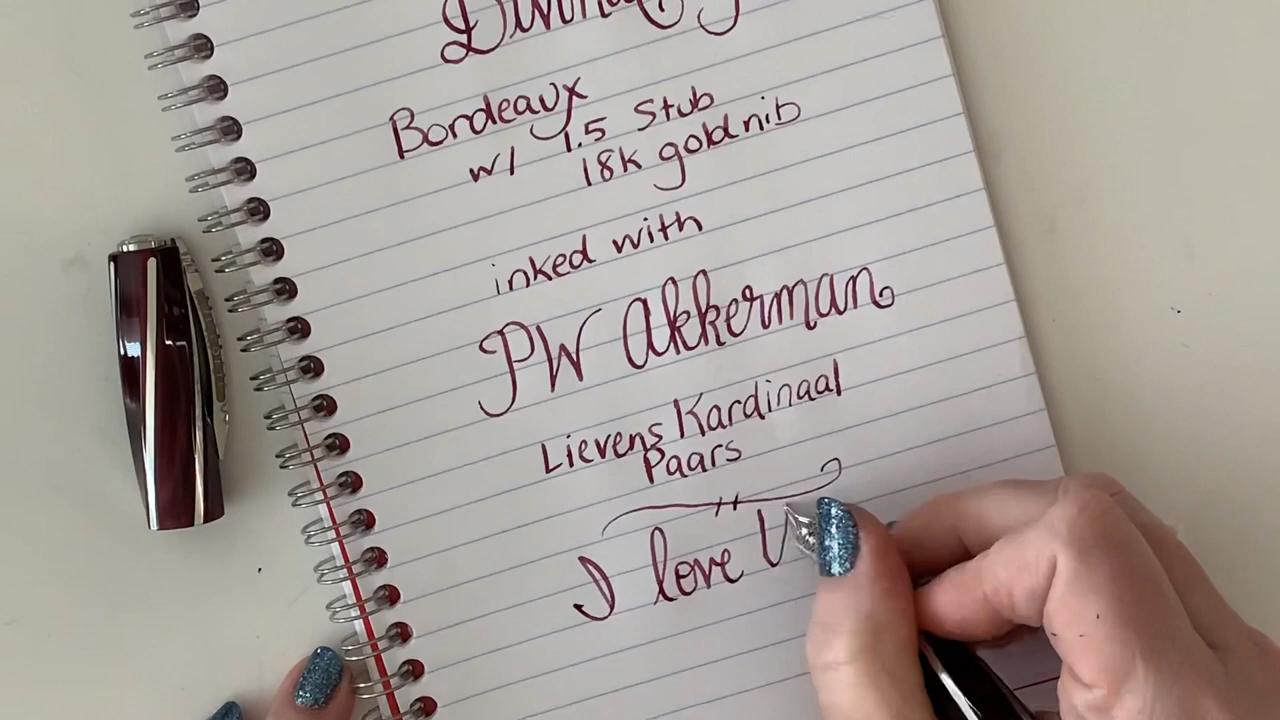 Bordeaux
w/ 1.5 Stub
18k gold nib
inked with
PW Akkerman
Lievens Kardinaal
Paars
I love V